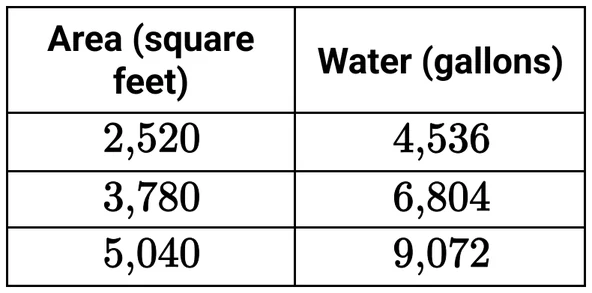 Area (square
feet)
Water (gallons)
2,520 4,536
3,780 6,804
5,040 9,072